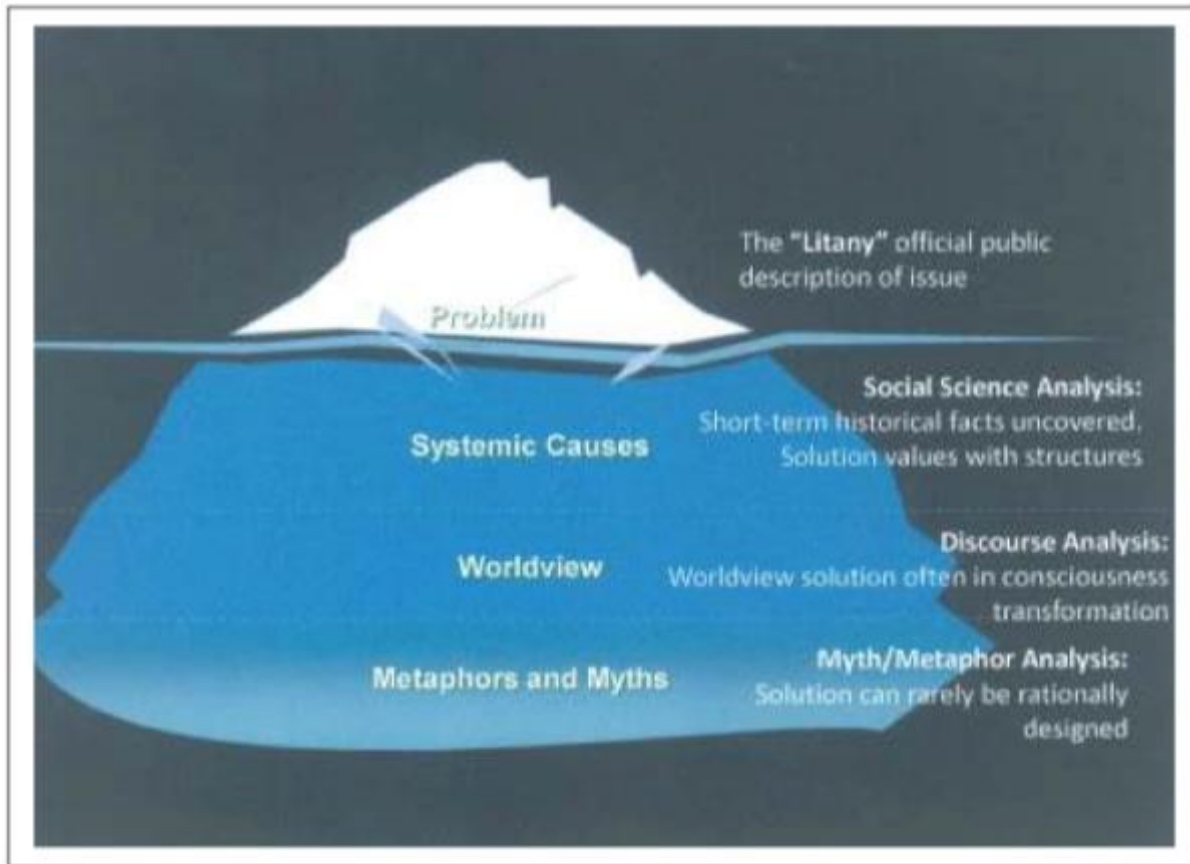 The "Litany" official public
description of issue
Problem
Social Science Analysis:
Short-term historical facts uncovered.
Systemic Causes
Solution values with structures
Discourse Analysis:
Worldview
Worldview solution often in consciousness
transformation
Myth/Metaphor Analysis:
Metaphors and Myths
Solution can rarely be rationally
designed